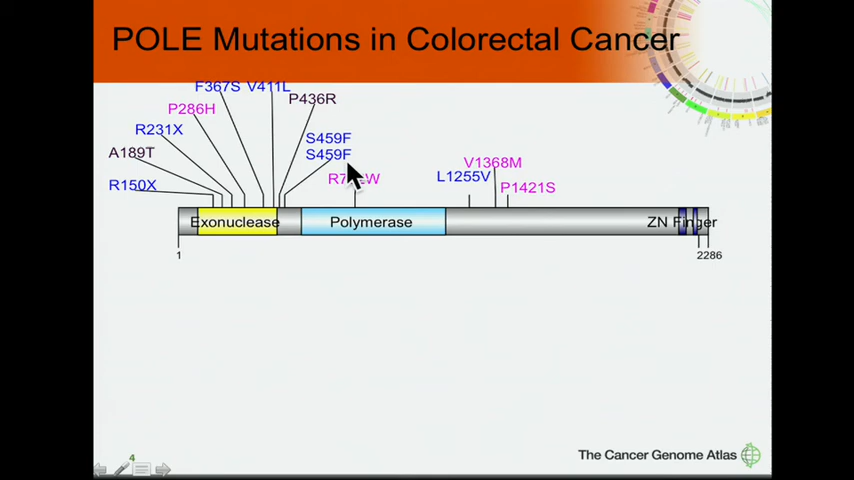 POLE Mutations in Colorectal Cancer
F367S V411L
P286H
P436R
R231X
S459F
A189T
S459F
R150X
V1368M
L1255V
P1421S
Exonuclease
Polymerase
ZN Finger
1
2286
4
The Cancer Genome Atlas